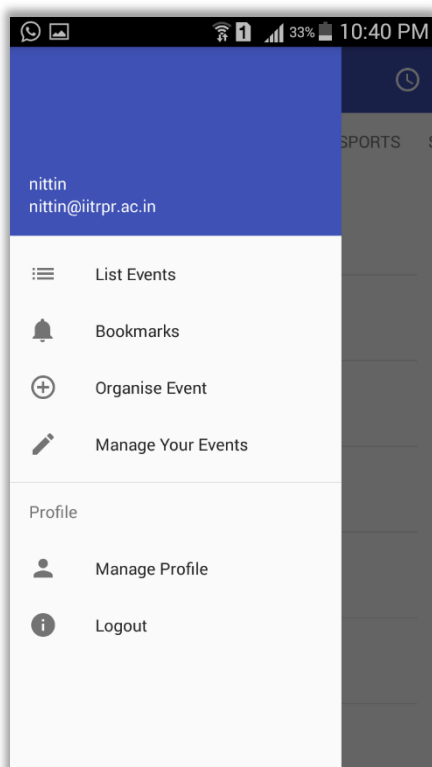 1 33% 10:40 PM
SPORTS S
nittin
nittin@iitrpr.ac.in
List Events
Bookmarks
Organise Event
Manage Your Events
Profile
Manage Profile
Logout